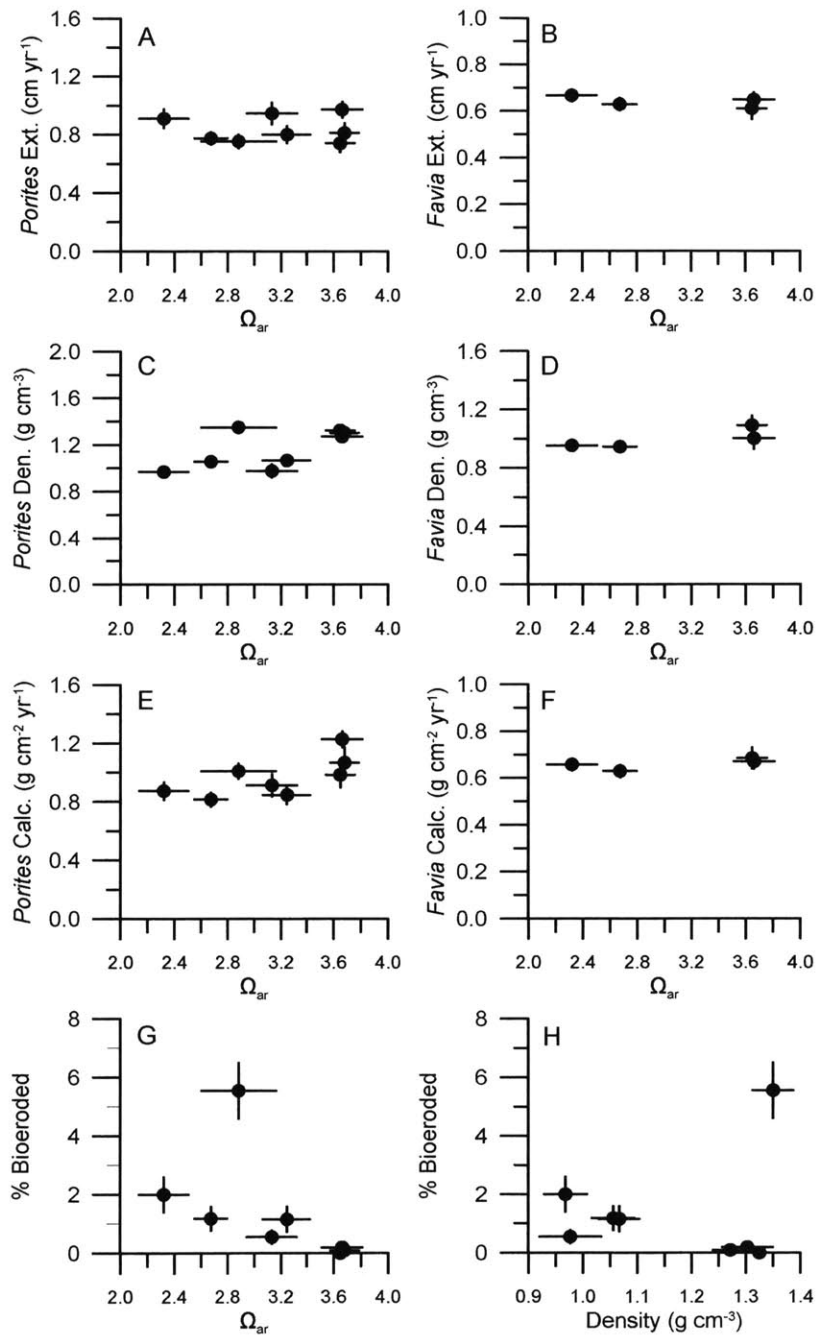 A
Porites Ext. (cm yr⁻¹)
1.6
1.2
0.8
0.4
0.0
2.0 2.4 2.8 3.2 3.6 4.0
Ωar
B
Favia Ext. (cm yr⁻¹)
1.0
0.8
0.6
0.4
0.2
0.0
2.0 2.4 2.8 3.2 3.6 4.0
Ωar
C
Porites Den. (g cm⁻³)
2.0
1.6
1.2
0.8
0.4
0.0
2.0 2.4 2.8 3.2 3.6 4.0
Ωar
D
Favia Den. (g cm⁻³)
1.6
1.2
0.8
0.4
0.0
2.0 2.4 2.8 3.2 3.6 4.0
Ωar
E
Porites Calc. (g cm⁻² yr⁻¹)
1.6
1.2
0.8
0.4
0.0
2.0 2.4 2.8 3.2 3.6 4.0
Ωar
F
Favia Calc. (g cm⁻² yr⁻¹)
1.0
0.8
0.6
0.4
0.2
0.0
2.0 2.4 2.8 3.2 3.6 4.0
Ωar
G
% Bioeroded
8
6
4
2
0
2.0 2.4 2.8 3.2 3.6 4.0
Ωar
H
% Bioeroded
8
6
4
2
0
0.9 1.0 1.1 1.2 1.3 1.4
Density (g cm⁻³)